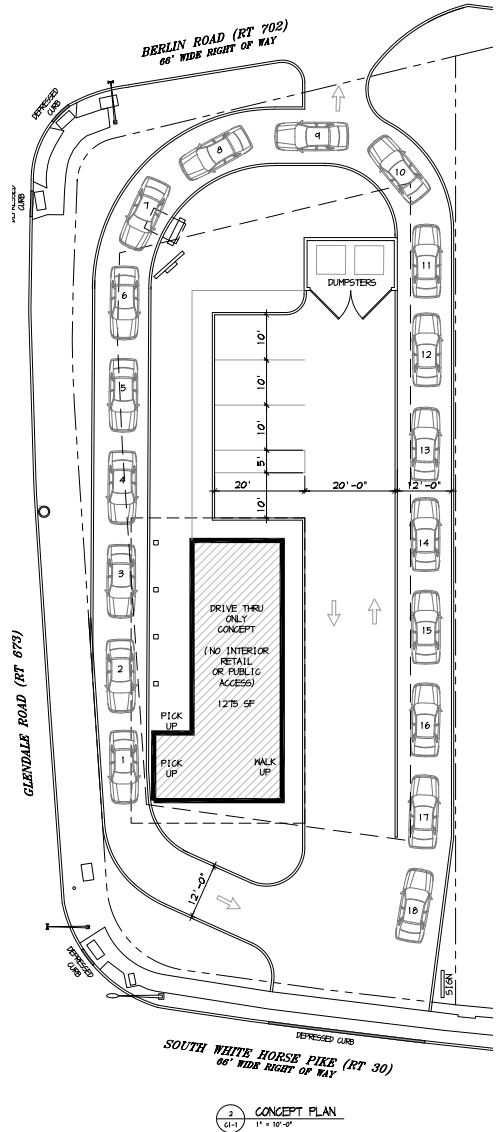 BERLIN ROAD (RT 702)
66' WIDE RIGHT OF WAY
DEPRESSED
CURB
DEPRESSED
CURB
9
8
10
7
11
6
DUMPSTERS
12
10'
5
10'
13
10'
4
5'
20'
20'-0"
12'-0"
10'
14
3
DRIVE THRU
ONLY
CONCEPT
(NO INTERIOR
RETAIL
OR PUBLIC
ACCESS)
1275 SF
15
2
GLENDALE ROAD (RT 673)
PICK
UP
16
1
PICK
UP
WALK
UP
17
12'-0"
18
DEPRESSED
CURB
SIGN
DEPRESSED CURB
SOUTH WHITE HORSE PIKE (RT 30)
66' WIDE RIGHT OF WAY
2
G1-1
CONCEPT PLAN
1" = 10'-0"